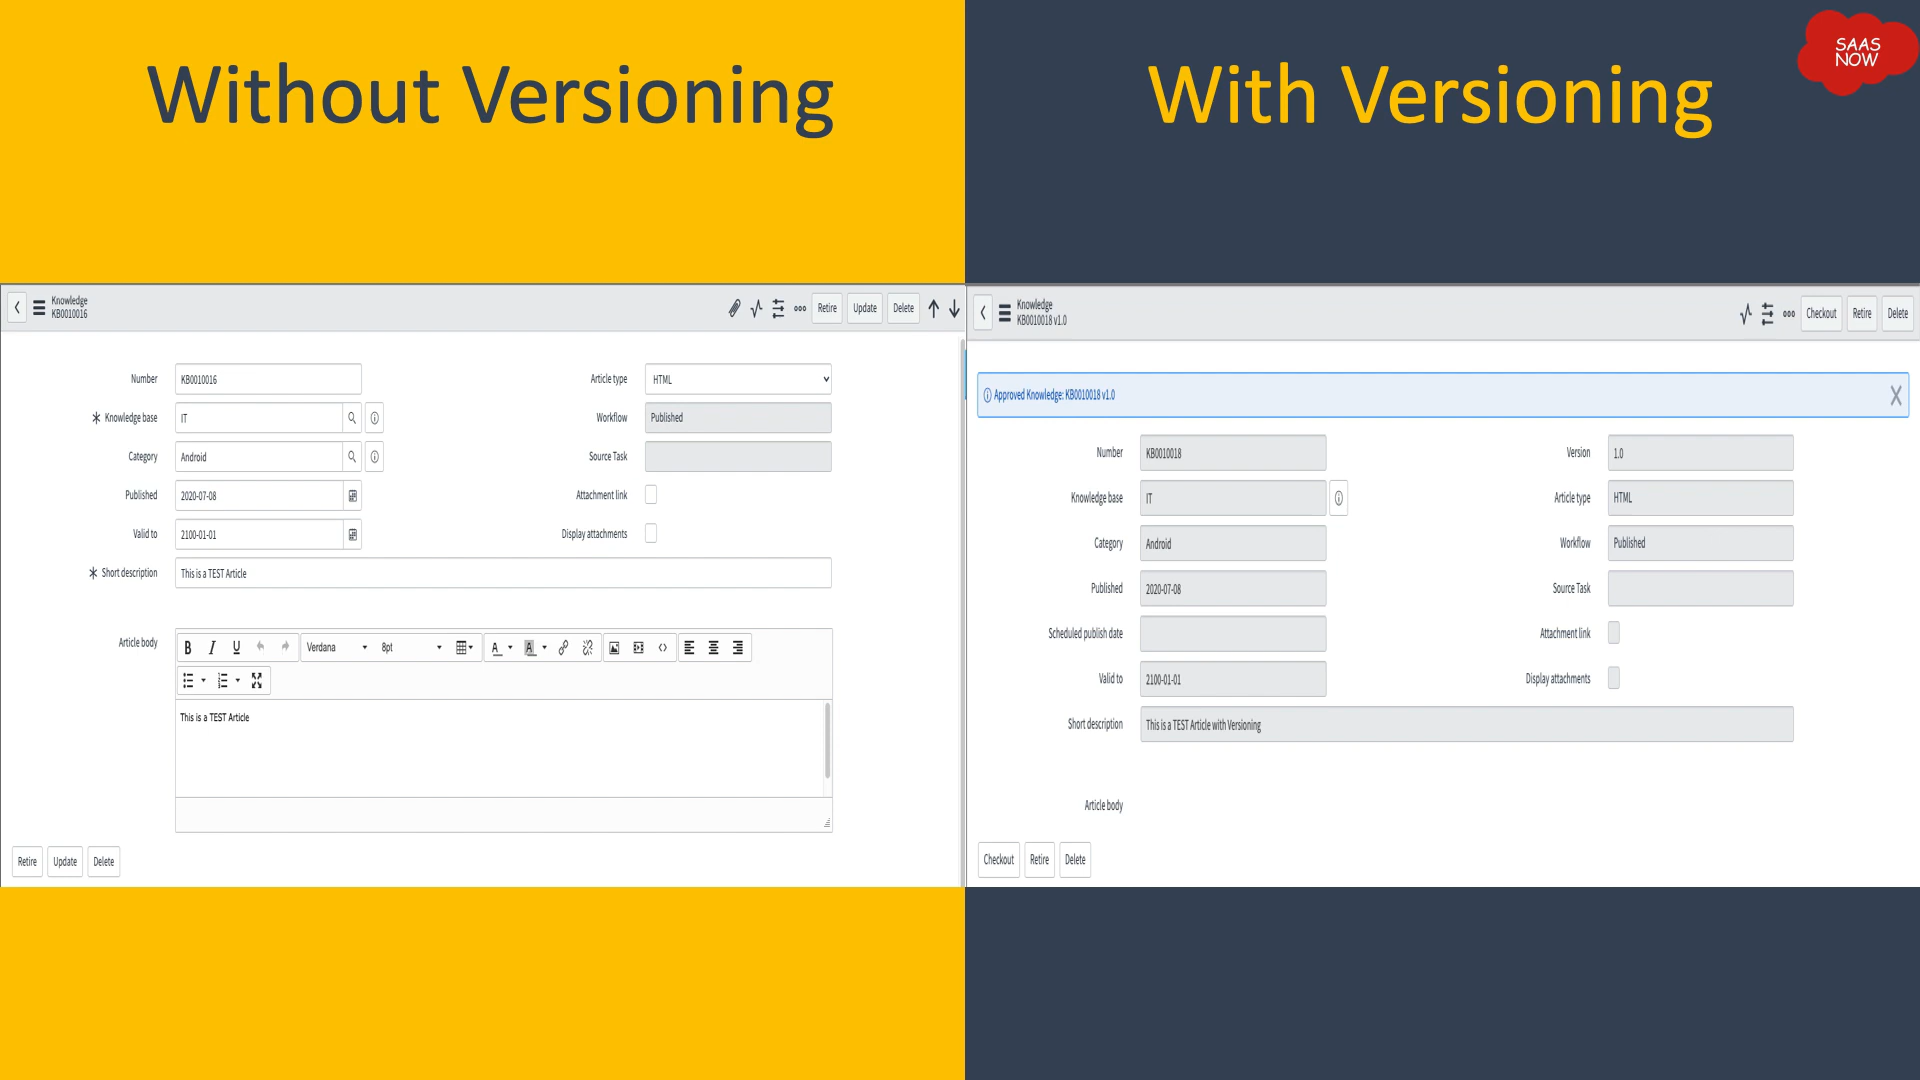 Without Versioning
With Versioning
SAAS
NOW
Knowledge
KB0010016
Retire
Update
Delete
Number
KB0010016
Article type
HTML
Knowledge base
IT
Workflow
Published
Category
Android
Source Task
Published
2020-07-08
Attachment link
Valid to
2100-01-01
Display attachments
Short description
This is a TEST Article
Article body
B I U
Verdana
8pt
A
A
This is a TEST Article
Retire
Update
Delete
Knowledge
KB0010018 v1.0
Checkout
Retire
Delete
Approved Knowledge: KB0010018 v1.0
Number
KB0010018
Version
1.0
Knowledge base
IT
Article type
HTML
Category
Android
Workflow
Published
Published
2020-07-08
Source Task
Scheduled publish date
Attachment link
Valid to
2100-01-01
Display attachments
Short description
This is a TEST Article with Versioning
Article body
Checkout
Retire
Delete